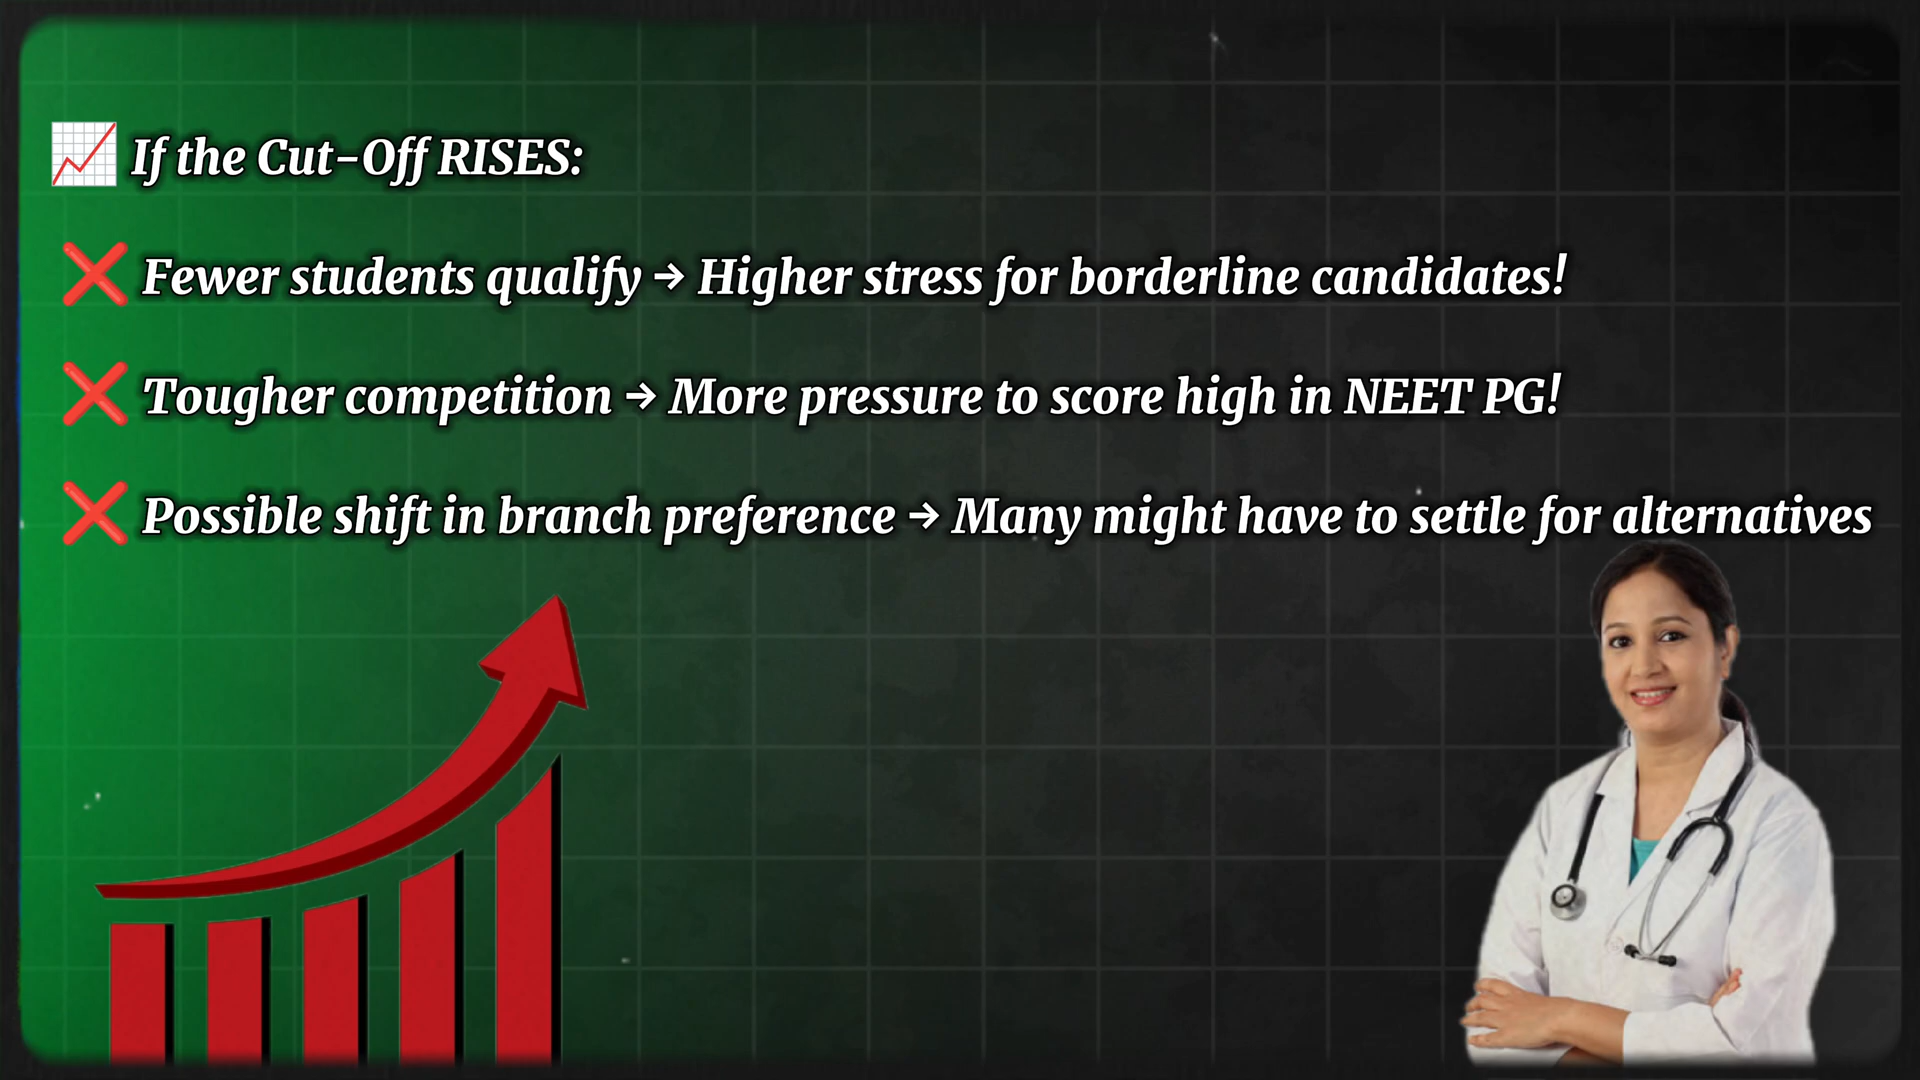 📈 If the Cut-Off RISES:
❌ Fewer students qualify → Higher stress for borderline candidates!
❌ Tougher competition → More pressure to score high in NEET PG!
❌ Possible shift in branch preference → Many might have to settle for alternatives